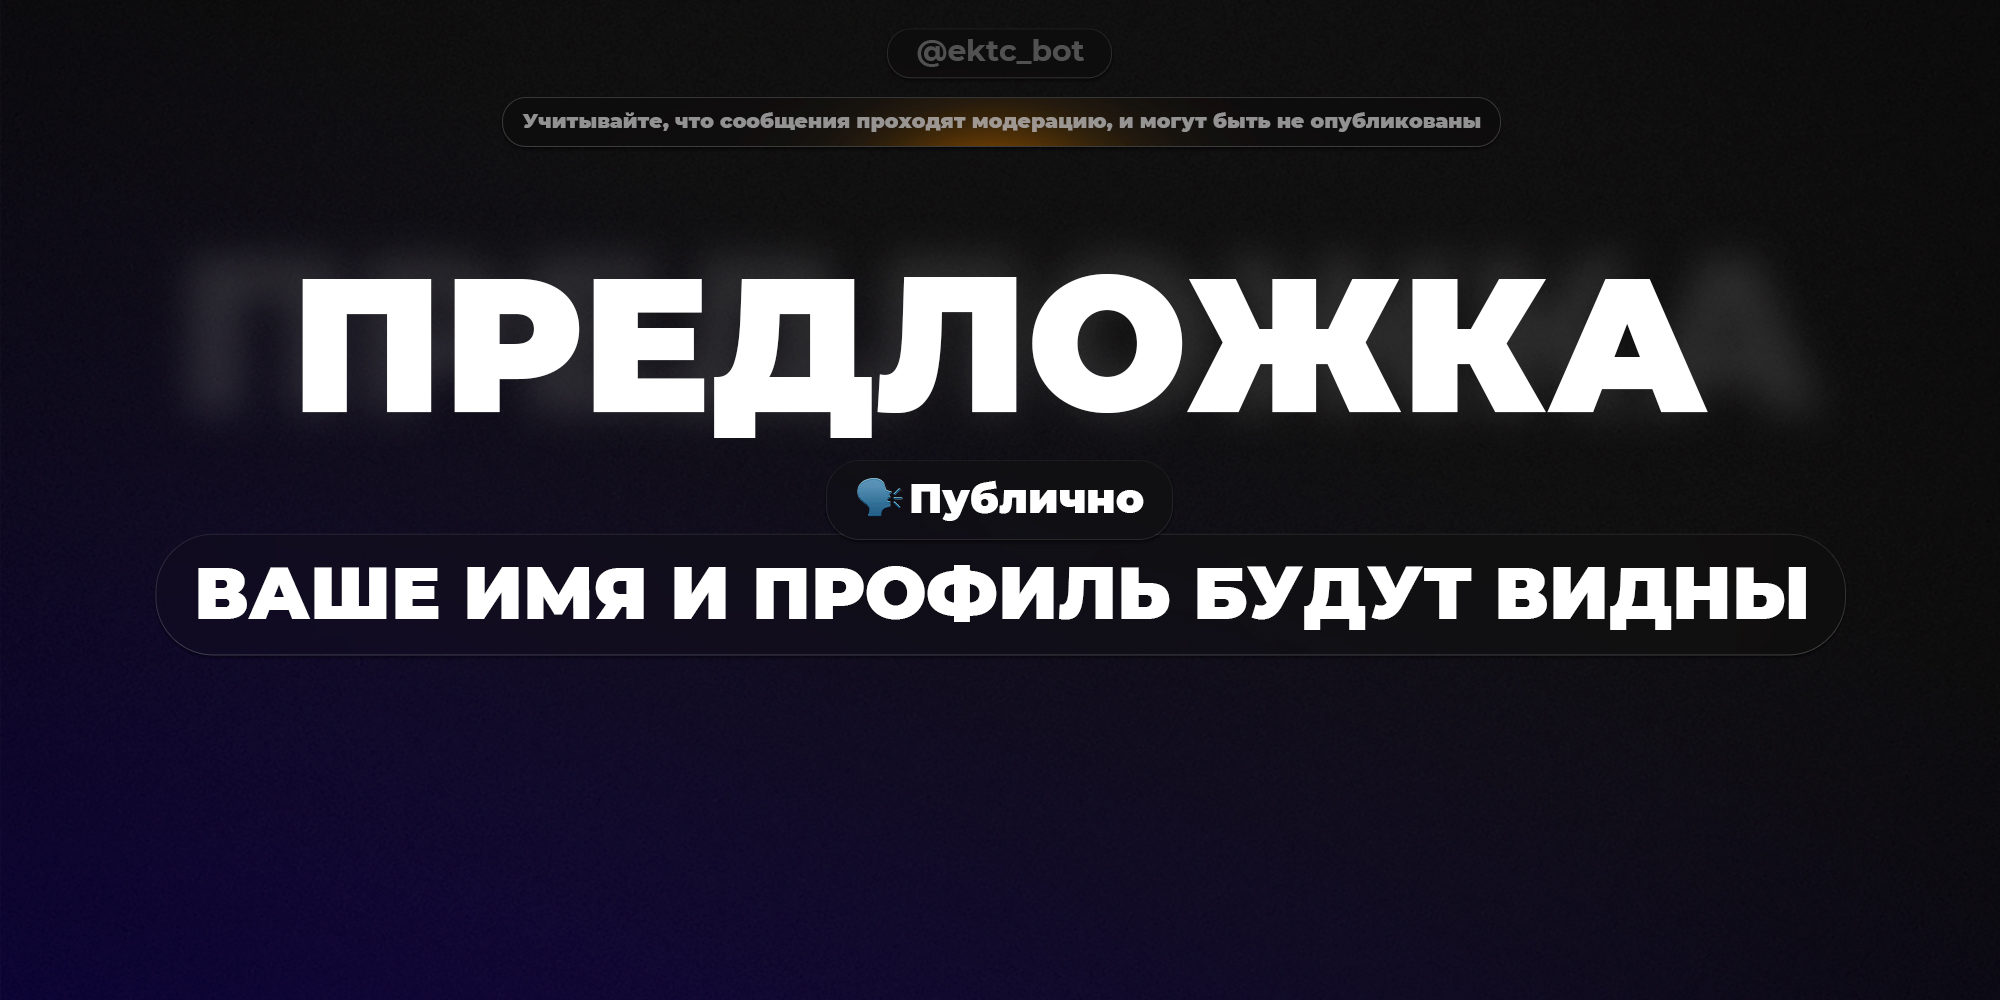 @ektc_bot
Учитывайте, что сообщения проходят модерацию, и могут быть не опубликованы
ПРЕДЛОЖКА
Публично
ВАШЕ ИМЯ И ПРОФИЛЬ БУДУТ ВИДНЫ